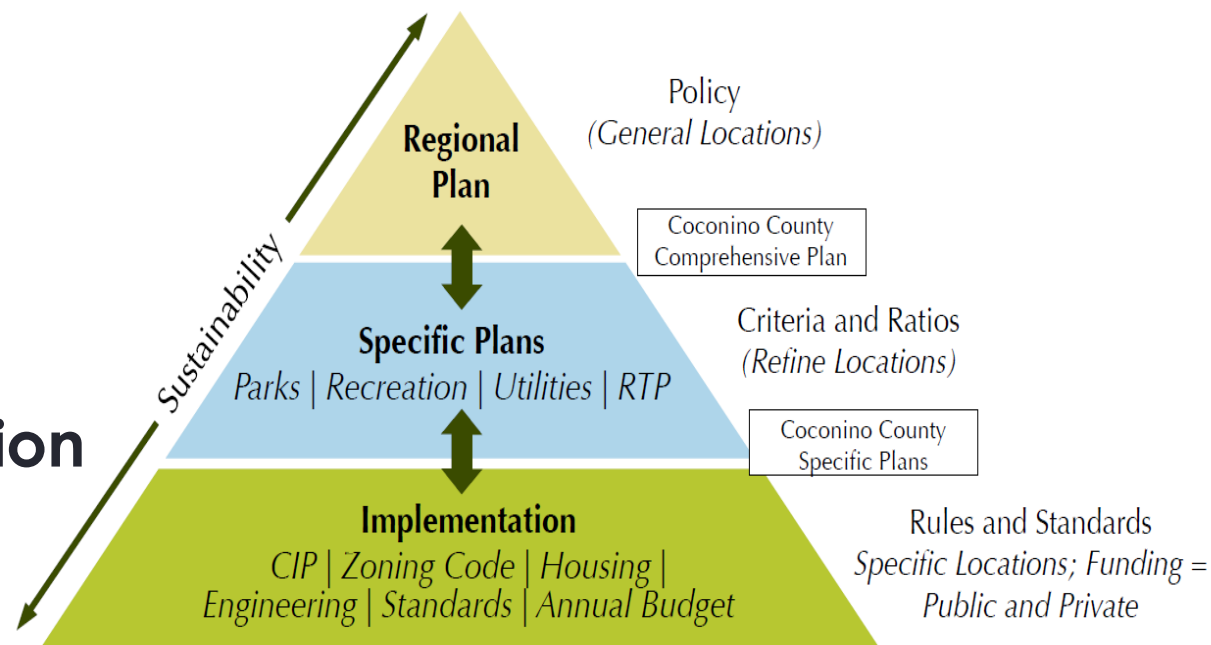 Regional
Plan
Policy
(General Locations)
Coconino County
Comprehensive Plan
Sustainability
Specific Plans
Parks | Recreation | Utilities | RTP
Criteria and Ratios
(Refine Locations)
Coconino County
Specific Plans
ion
Implementation
CIP | Zoning Code | Housing |
Engineering | Standards | Annual Budget
Rules and Standards
Specific Locations; Funding =
Public and Private